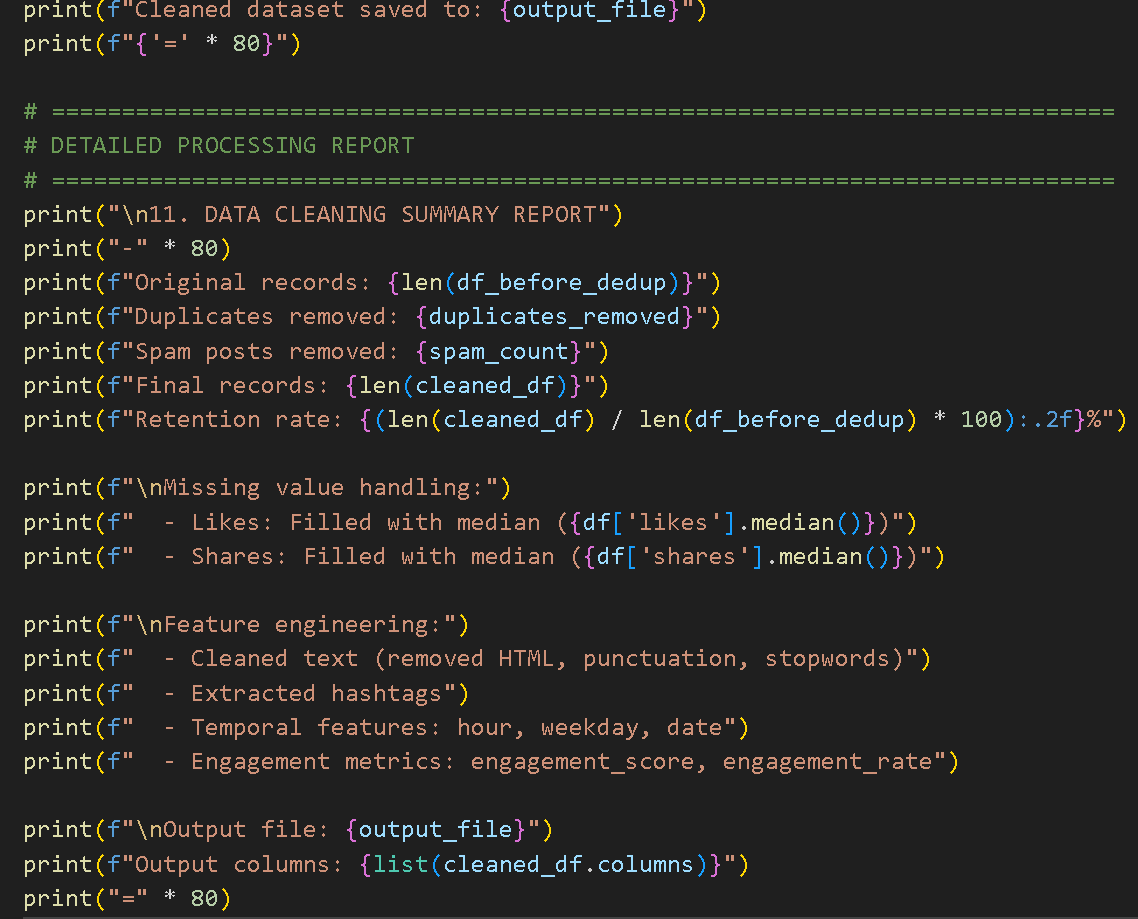 print(f"Cleaned dataset saved to: {output_file}")
print(f"{'=' * 80}")
# ============================================================================
# DETAILED PROCESSING REPORT
# ============================================================================
print("\n11. DATA CLEANING SUMMARY REPORT")
print("-" * 80)
print(f"Original records: {len(df_before_dedup)}")
print(f"Duplicates removed: {duplicates_removed}")
print(f"Spam posts removed: {spam_count}")
print(f"Final records: {len(cleaned_df)}")
print(f"Retention rate: {(len(cleaned_df) / len(df_before_dedup) * 100):.2f}%")
print(f"\nMissing value handling:")
print(f"  - Likes: Filled with median ({df['likes'].median()})")
print(f"  - Shares: Filled with median ({df['shares'].median()})")
print(f"\nFeature engineering:")
print(f"  - Cleaned text (removed HTML, punctuation, stopwords)")
print(f"  - Extracted hashtags")
print(f"  - Temporal features: hour, weekday, date")
print(f"  - Engagement metrics: engagement_score, engagement_rate")
print(f"\nOutput file: {output_file}")
print(f"Output columns: {list(cleaned_df.columns)}")
print("=" * 80)